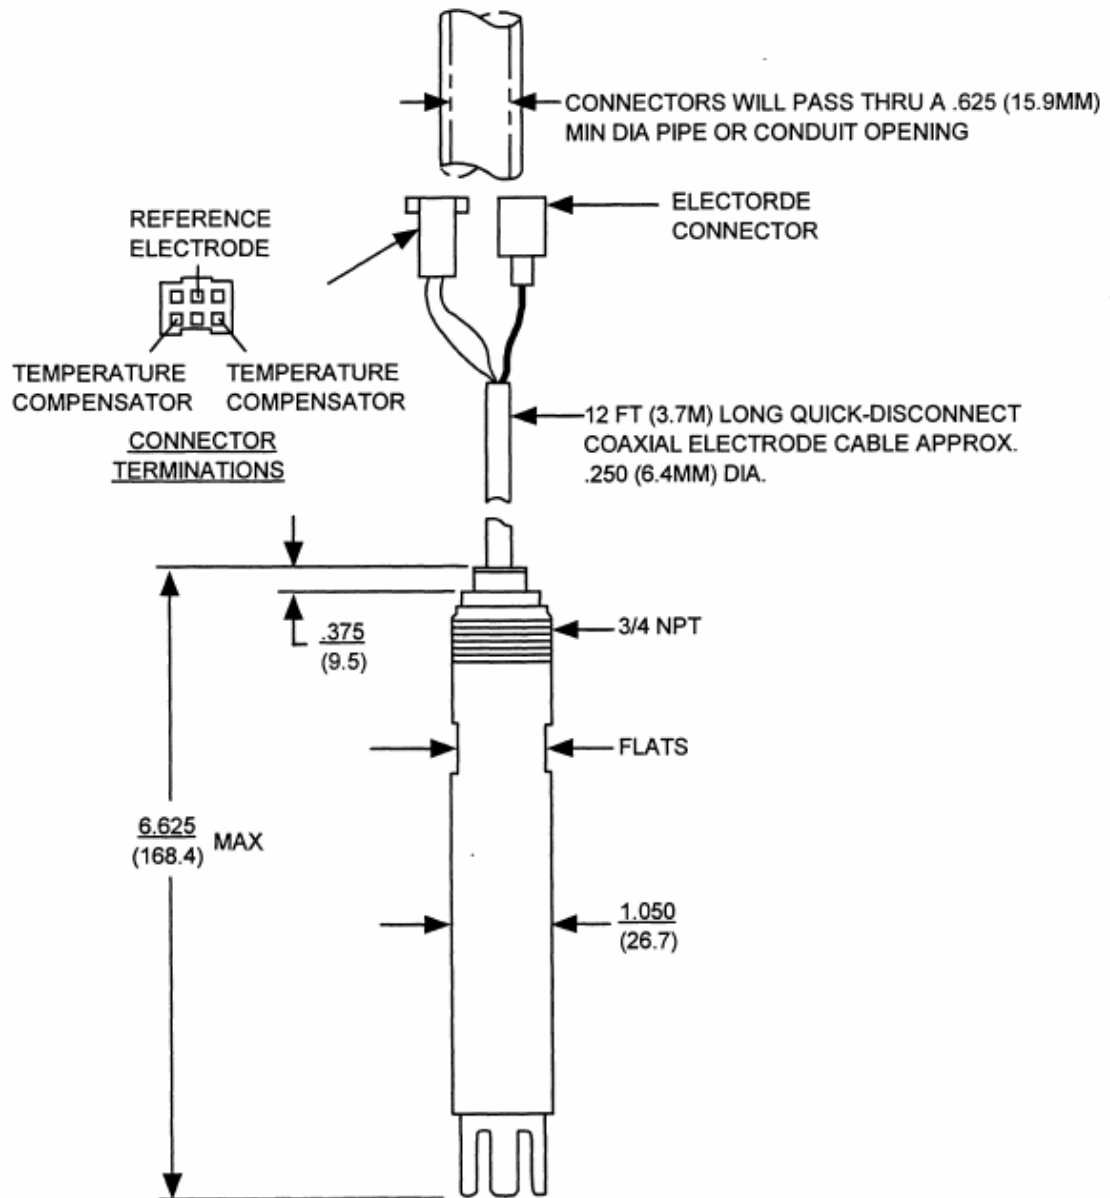 CONNECTORS WILL PASS THRU A .625 (15.9MM)
MIN DIA PIPE OR CONDUIT OPENING
ELECTORDE
CONNECTOR
REFERENCE
ELECTRODE
TEMPERATURE
COMPENSATOR
TEMPERATURE
COMPENSATOR
CONNECTOR
TERMINATIONS
12 FT (3.7M) LONG QUICK-DISCONNECT
COAXIAL ELECTRODE CABLE APPROX.
.250 (6.4MM) DIA.
.375
(9.5)
3/4 NPT
FLATS
6.625
(168.4) MAX
1.050
(26.7)